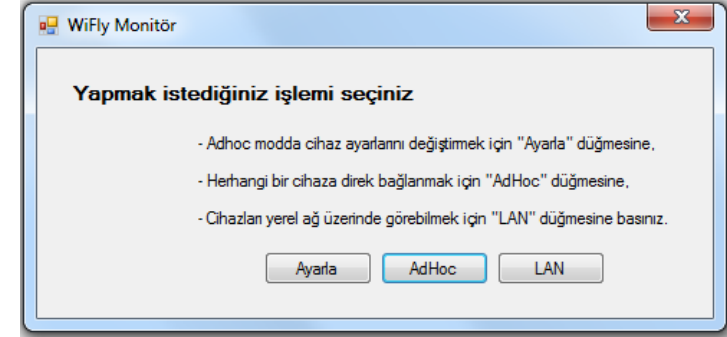 WiFly Monitör
Yapmak istediğiniz işlemi seçiniz
- Adhoc modda cihaz ayarlarını değiştirmek için "Ayarla" düğmesine,
- Herhangi bir cihaza direk bağlanmak için "AdHoc" düğmesine,
- Cihazları yerel ağ üzerinde görebilmek için "LAN" düğmesine basınız.
Ayarla AdHoc LAN